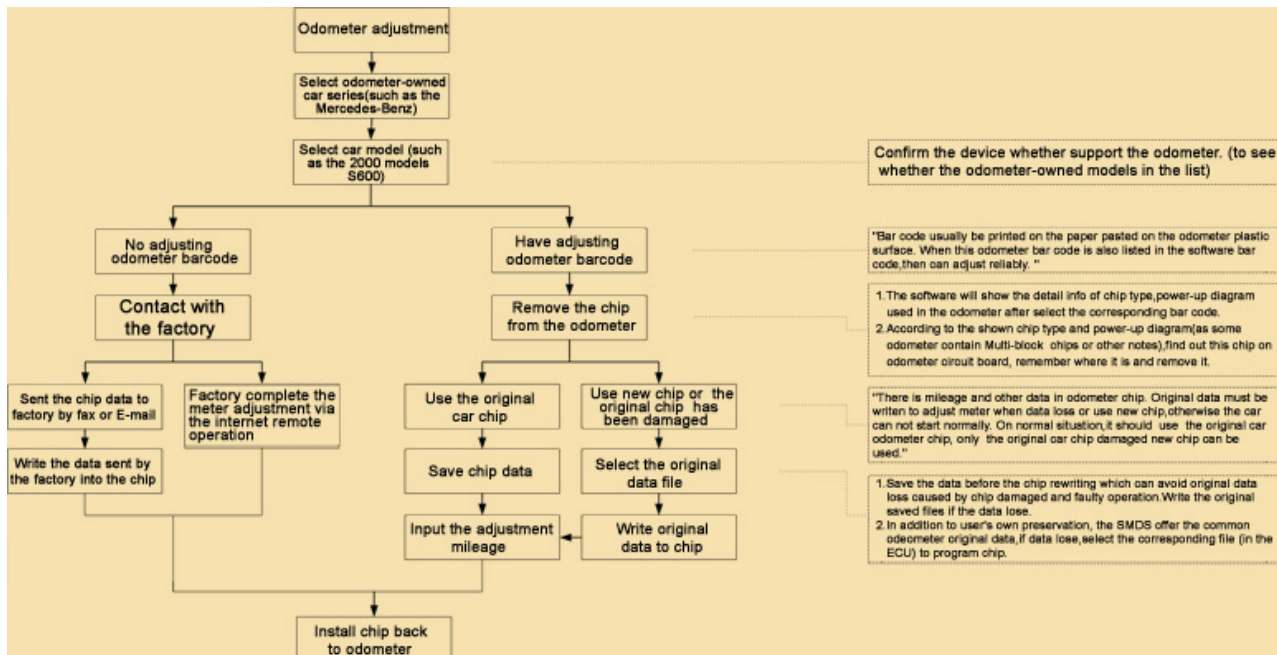 Odometer adjustment
Select odometer-owned
car series(such as the
Mercedes-Benz)
Select car model (such
as the 2000 models
S600)
Confirm the device whether support the odometer. (to see
whether the odometer-owned models in the list)
No adjusting
odometer barcode
Have adjusting
odometer barcode
"Bar code usually be printed on the paper pasted on the odometer plastic
surface. When this odometer bar code is also listed in the software bar
code,then can adjust reliably. "
Contact with
the factory
Remove the chip
from the odometer
1.The software will show the detail info of chip type,power-up diagram
used in the odometer after select the corresponding bar code.
2.According to the shown chip type and power-up diagram(as some
odometer contain Multi-block chips or other notes),find out this chip on
odometer circuit board, remember where it is and remove it.
Sent the chip data to
factory by fax or E-mail
Factory complete the
meter adjustment via
the internet remote
operation
Use the original
car chip
Use new chip or the
original chip has
been damaged
"There is mileage and other data in odometer chip. Original data must be
writen to adjust meter when data loss or use new chip,otherwise the car
can not start normally. On normal situation,it should use the original car
odometer chip, only the original car chip damaged new chip can be
used."
Write the data sent by
the factory into the chip
Save chip data
Select the original
data file
1.Save the data before the chip rewriting which can avoid original data
loss caused by chip damaged and faulty operation.Write the original
saved files if the data lose.
2. In addition to user's own preservation, the SMDS offer the common
odeometer original data,if data lose,select the corresponding file (in the
ECU) to program chip.
Input the adjustment
mileage
Write original
data to chip
Install chip back
to odometer